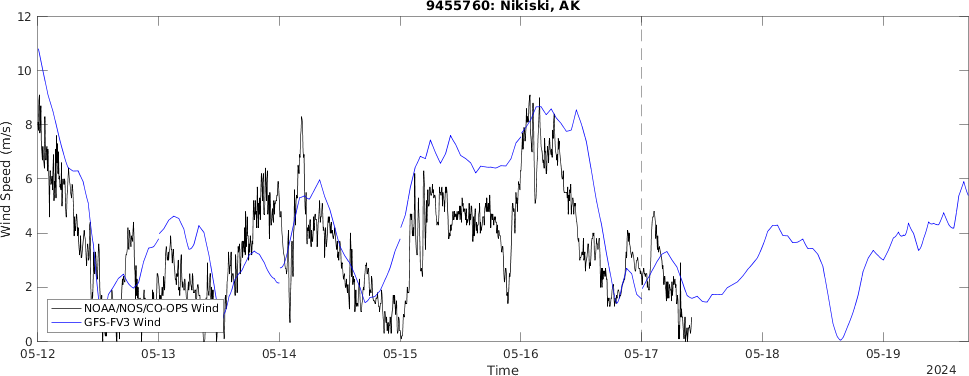 9455760: Nikiski, AK
Wind Speed (m/s)
12
10
8
6
4
2
0
NOAA/NOS/CO-OPS Wind
GFS-FV3 Wind
05-12 05-13 05-14 05-15 05-16 05-17 05-18 05-19
Time
2024